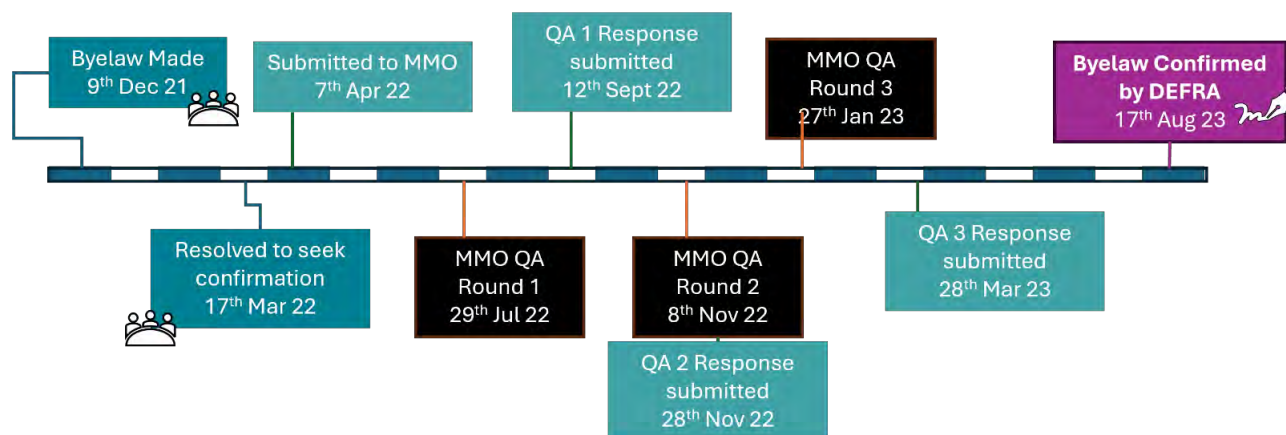 Byelaw Made
9th Dec 21
Submitted to MMO
7th Apr 22
QA 1 Response
submitted
12th Sept 22
MMO QA
Round 3
27th Jan 23
Byelaw Confirmed
by DEFRA
17th Aug 23
Resolved to seek
confirmation
17th Mar 22
MMO QA
Round 1
29th Jul 22
MMO QA
Round 2
8th Nov 22
QA 2 Response
submitted
28th Nov 22
QA 3 Response
submitted
28th Mar 23